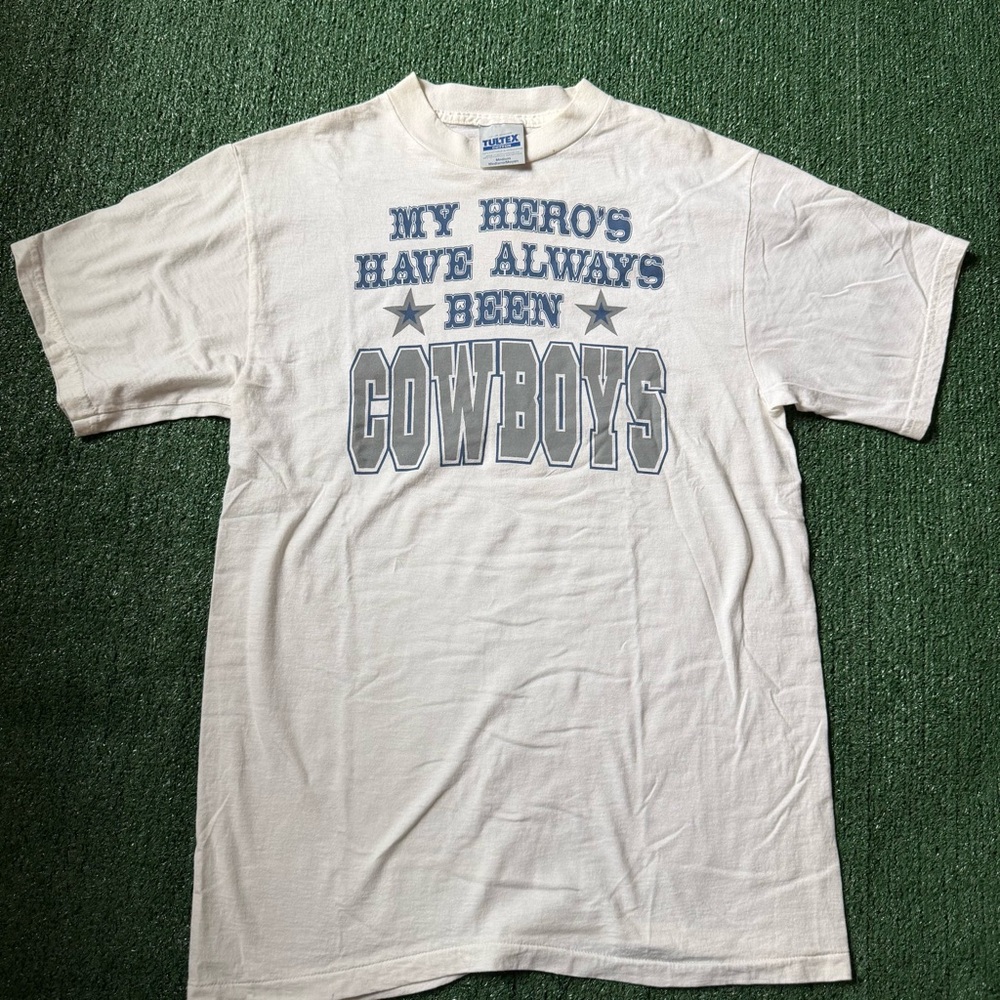 TULTEX
MY HERO'S
HAVE ALWAYS
BEEN
COWBOYS